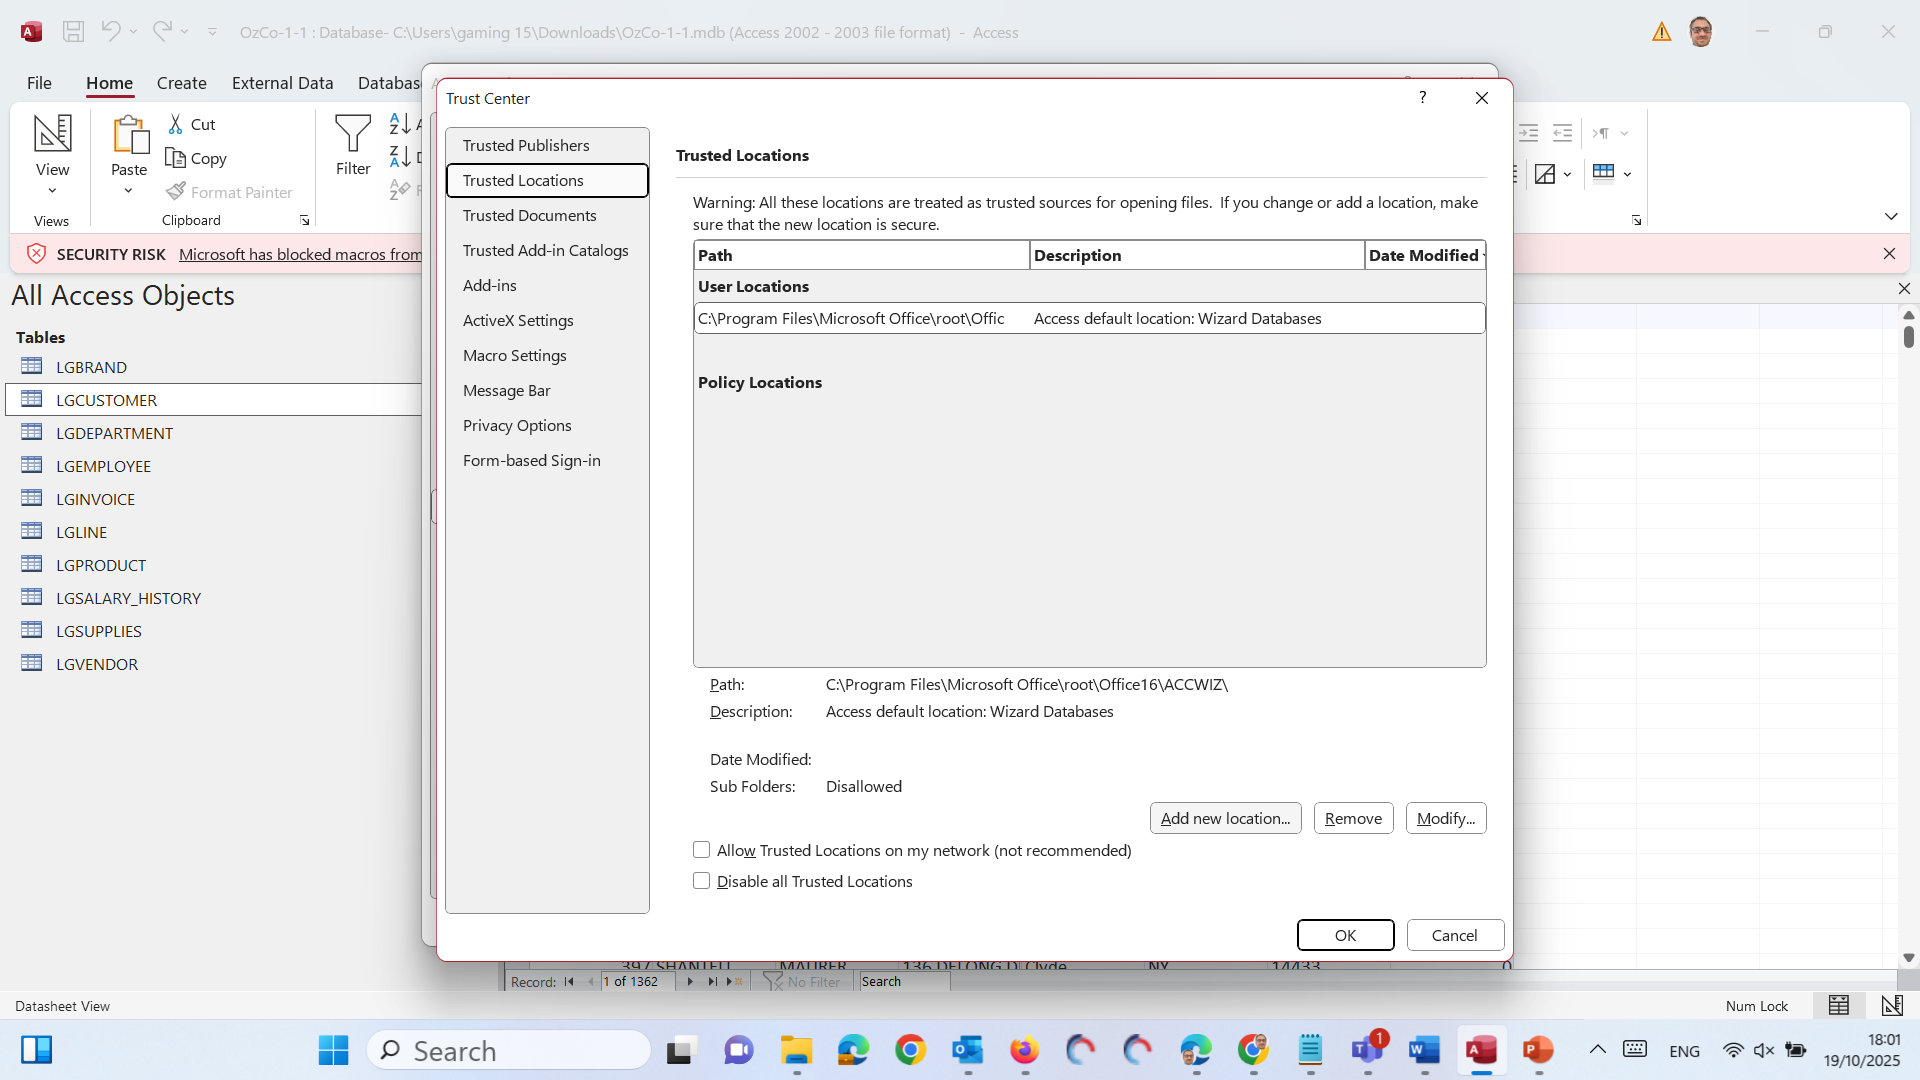 OzCo-1-1 : Database- C:\Users\gaming 15\Downloads\OzCo-1-1.mdb (Access 2002 - 2003 file format) - Access
File Home Create External Data
View
Views
Paste
Cut
Copy
Format Painter
Clipboard
Filter
SECURITY RISK Microsoft has blocked macros from
All Access Objects
Tables
LGBRAND
LGCUSTOMER
LGDEPARTMENT
LGEMPLOYEE
LGINVOICE
LGLINE
LGPRODUCT
LGSALARY_HISTORY
LGSUPPLIES
LGVENDOR
Trust Center
?
Trusted Publishers
Trusted Locations
Trusted Documents
Trusted Add-in Catalogs
Add-ins
ActiveX Settings
Macro Settings
Message Bar
Privacy Options
Form-based Sign-in
Trusted Locations
Warning: All these locations are treated as trusted sources for opening files. If you change or add a location, make
sure that the new location is secure.
Path Description Date Modified
User Locations
C:\Program Files\Microsoft Office\root\Offic Access default location: Wizard Databases
Policy Locations
Path: C:\Program Files\Microsoft Office\root\Office16\ACCWIZ\
Description: Access default location: Wizard Databases
Date Modified:
Sub Folders: Disallowed
Add new location... Remove Modify...
Allow Trusted Locations on my network (not recommended)
Disable all Trusted Locations
OK Cancel
Record: 1 of 1362 No Filter Search
Datasheet View
Num Lock
Search
1
ENG
18:01
19/10/2025